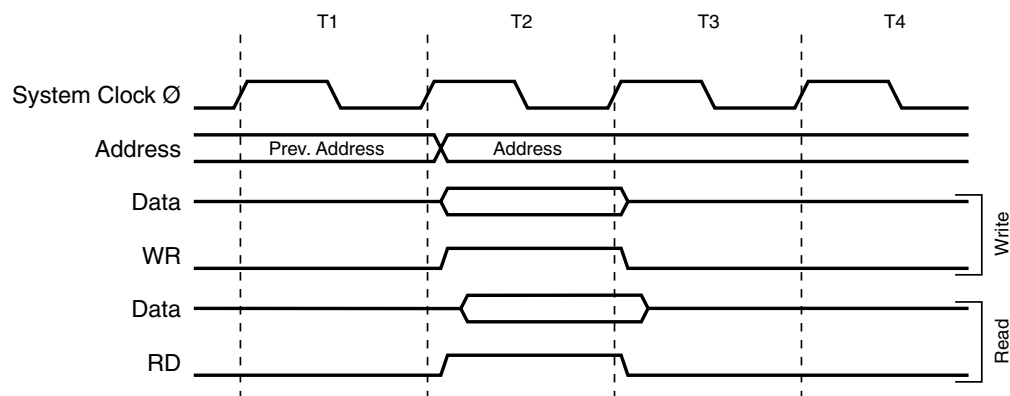 T1 T2 T3 T4
System Clock Ø
Address Prev. Address Address
Data
WR
Write
Data
RD
Read